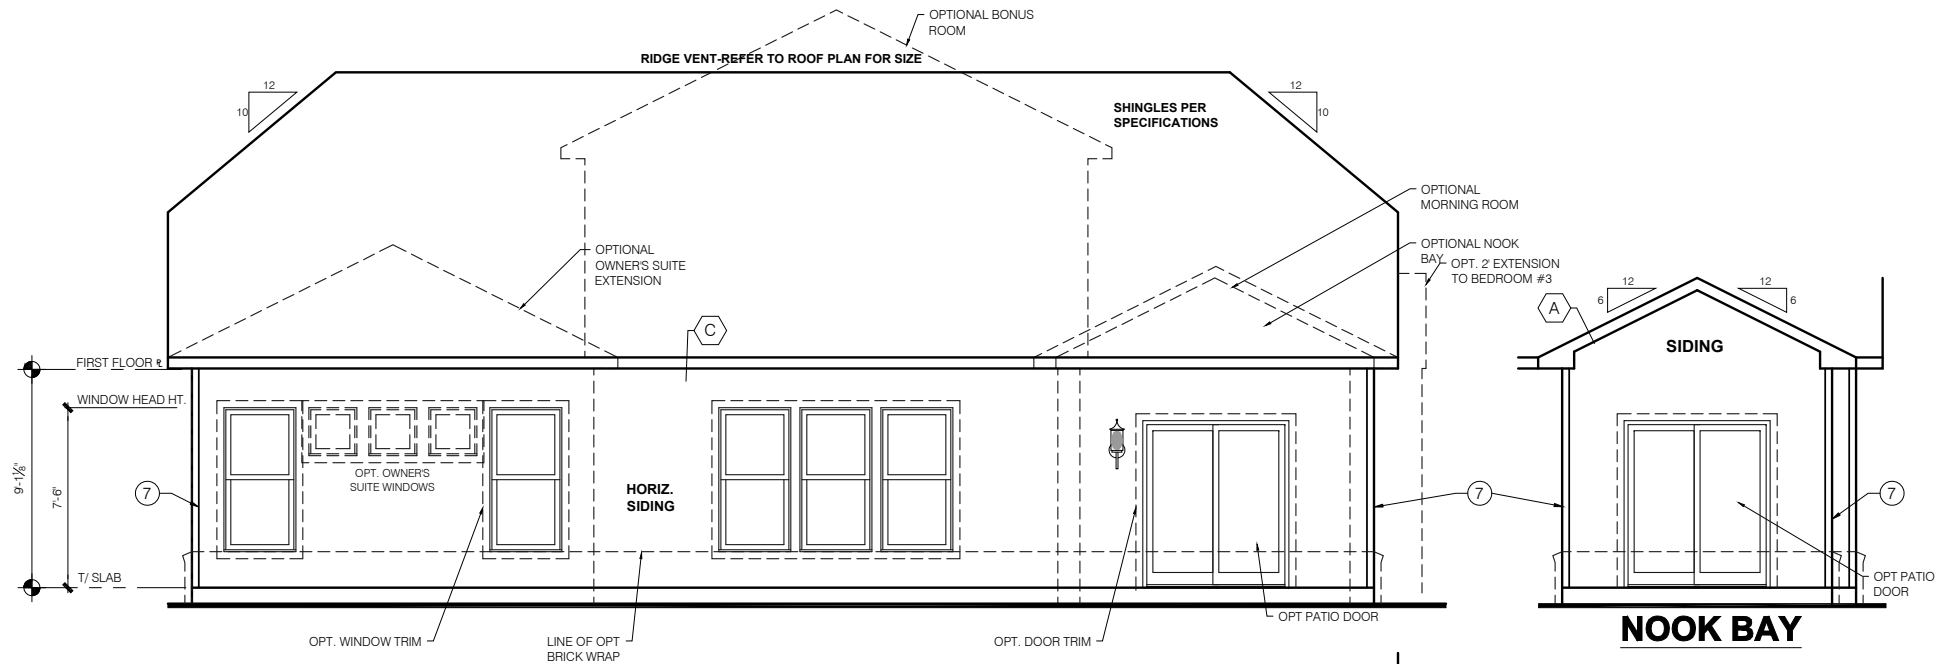 OPTIONAL BONUS
ROOM
RIDGE VENT-REFER TO ROOF PLAN FOR SIZE
12
10
12
10
SHINGLES PER
SPECIFICATIONS
OPTIONAL
MORNING ROOM
OPTIONAL NOOK
BAY
OPT. 2' EXTENSION
TO BEDROOM #3
OPTIONAL
OWNER'S SUITE
EXTENSION
12
6
12
6
A
SIDING
C
FIRST FLOOR PL
WINDOW HEAD HT.
9'-1⅛"
7'-6"
OPT. OWNER'S
SUITE WINDOWS
7
HORIZ.
SIDING
7
7
T/ SLAB
OPT PATIO
DOOR
OPT. WINDOW TRIM
LINE OF OPT
BRICK WRAP
OPT. DOOR TRIM
OPT PATIO DOOR
NOOK BAY